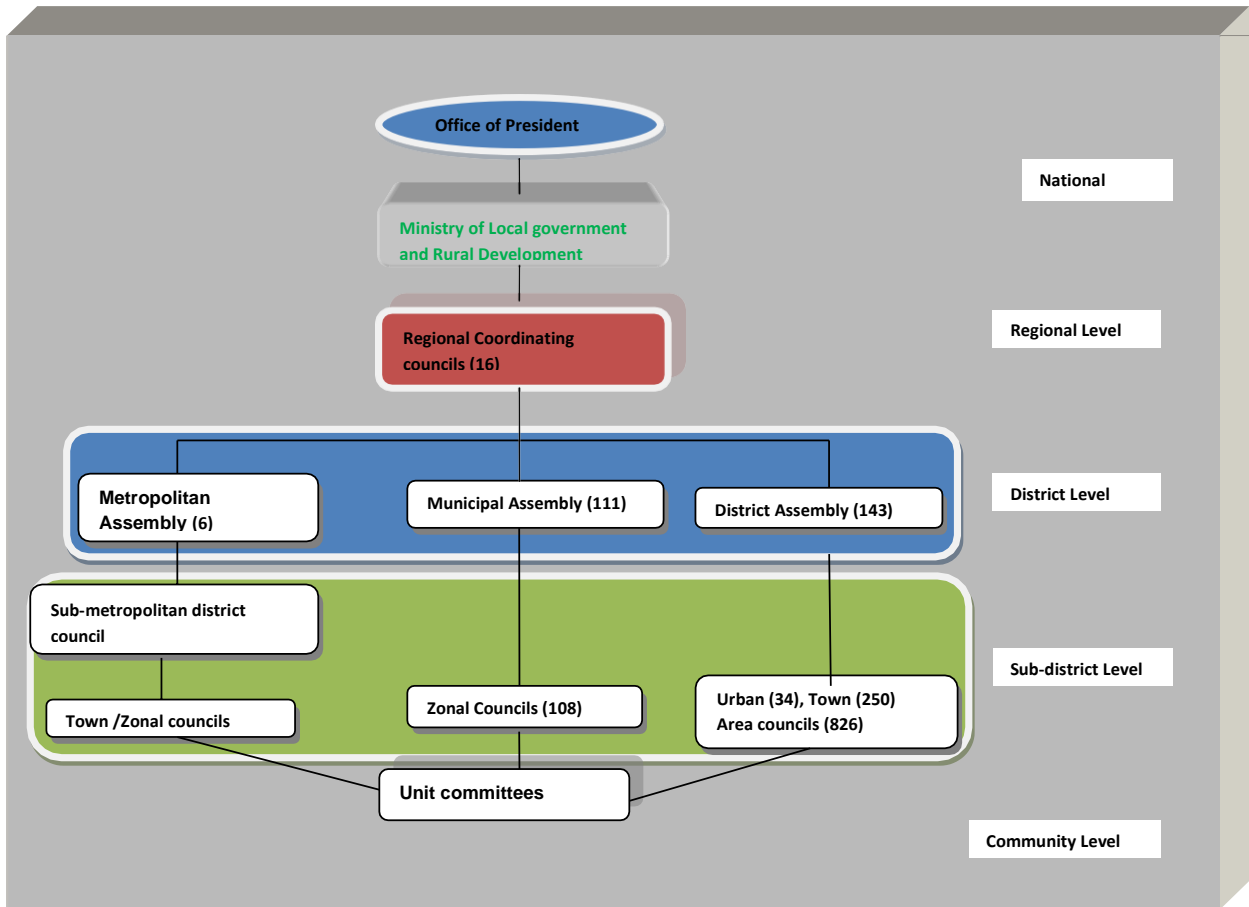 Office of President
National
Ministry of Local government
and Rural Development
Regional Coordinating
councils (16)
Regional Level
Metropolitan
Assembly (6)
Municipal Assembly (111)
District Assembly (143)
District Level
Sub-metropolitan district
council
Town /Zonal councils
Zonal Councils (108)
Urban (34), Town (250)
Area councils (826)
Sub-district Level
Unit committees
Community Level